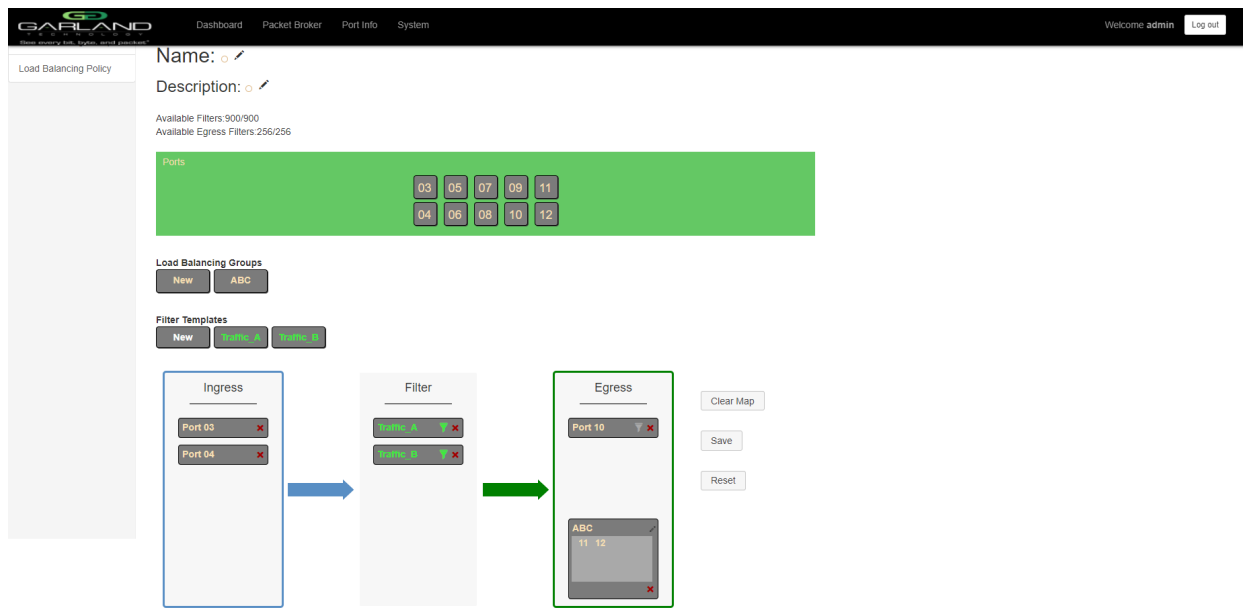 GARLAND
TECHNOLOGY
See every bit, byte, and packet®
Dashboard Packet Broker Port Info System
Welcome admin Log out
Load Balancing Policy
Name:
Description:
Available Filters:900/900
Available Egress Filters:256/256
Ports
03 05 07 09 11
04 06 08 10 12
Load Balancing Groups
New ABC
Filter Templates
New Traffic_A Traffic_B
Ingress Filter Egress
Port 03 Traffic_A Port 10
Port 04 Traffic_B
ABC
11 12
Clear Map
Save
Reset